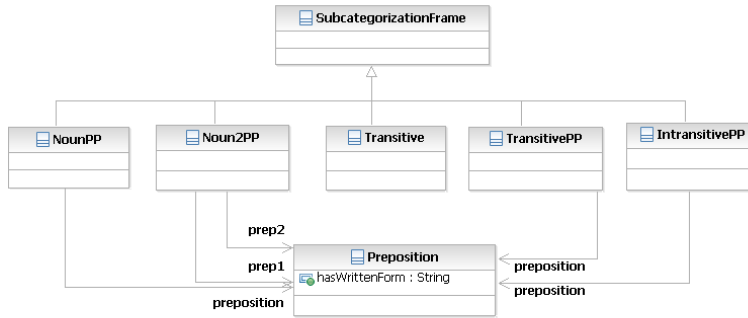 SubcategorizationFrame
NounPP
Noun2PP
Transitive
TransitivePP
IntransitivePP
prep2
Preposition
prep1
preposition
hasWrittenForm : String
preposition
preposition